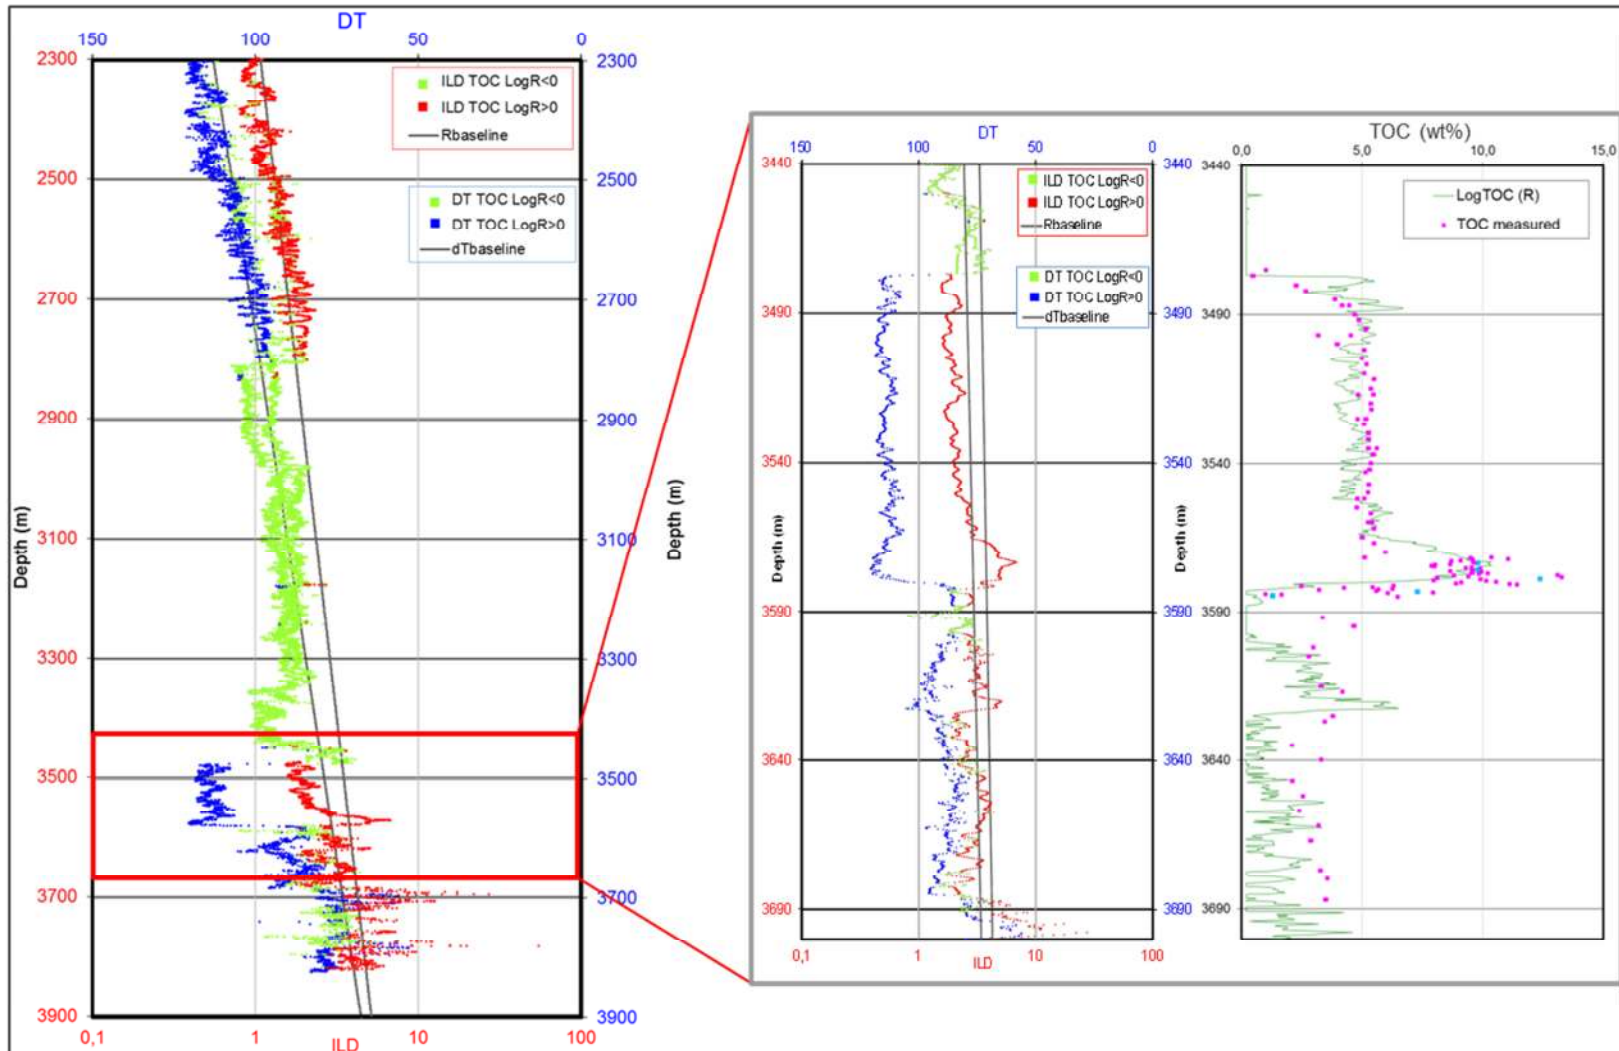 DT
150 100 50 0
2300 2300
ILD TOC LogR<0
ILD TOC LogR>0
Rbaseline
2500 2500
DT TOC LogR<0
DT TOC LogR>0
dTbaseline
2700 2700
2900 2900
3100 3100
3300 3300
3500 3500
3700 3700
3900 3900
Depth (m)
Depth (m)
0,1 1 10 100
ILD
DT
150 100 50 0
3440 3440
ILD TOC LogR<0
ILD TOC LogR>0
Rbaseline
DT TOC LogR<0
DT TOC LogR>0
dTbaseline
3490 3490
3540 3540
3590 3590
3640 3640
3690 3690
Depth (m)
Depth (m)
0,1 1 10 100
ILD
TOC (wt%)
0,0 5,0 10,0 15,0
3440
LogTOC (R)
TOC measured
3490
3540
3590
3640
3690